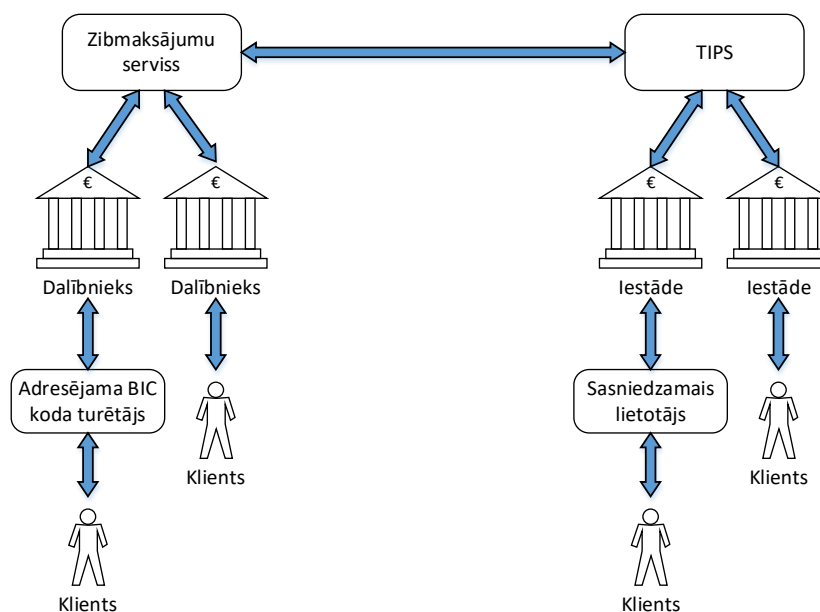 Zibmaksājumu
serviss
TIPS
€
€
€
€
Dalībnieks
Dalībnieks
Iestāde
Iestāde
Adresējama BIC
koda turētājs
Sasniedzamais
lietotājs
Klients
Klients
Klients
Klients